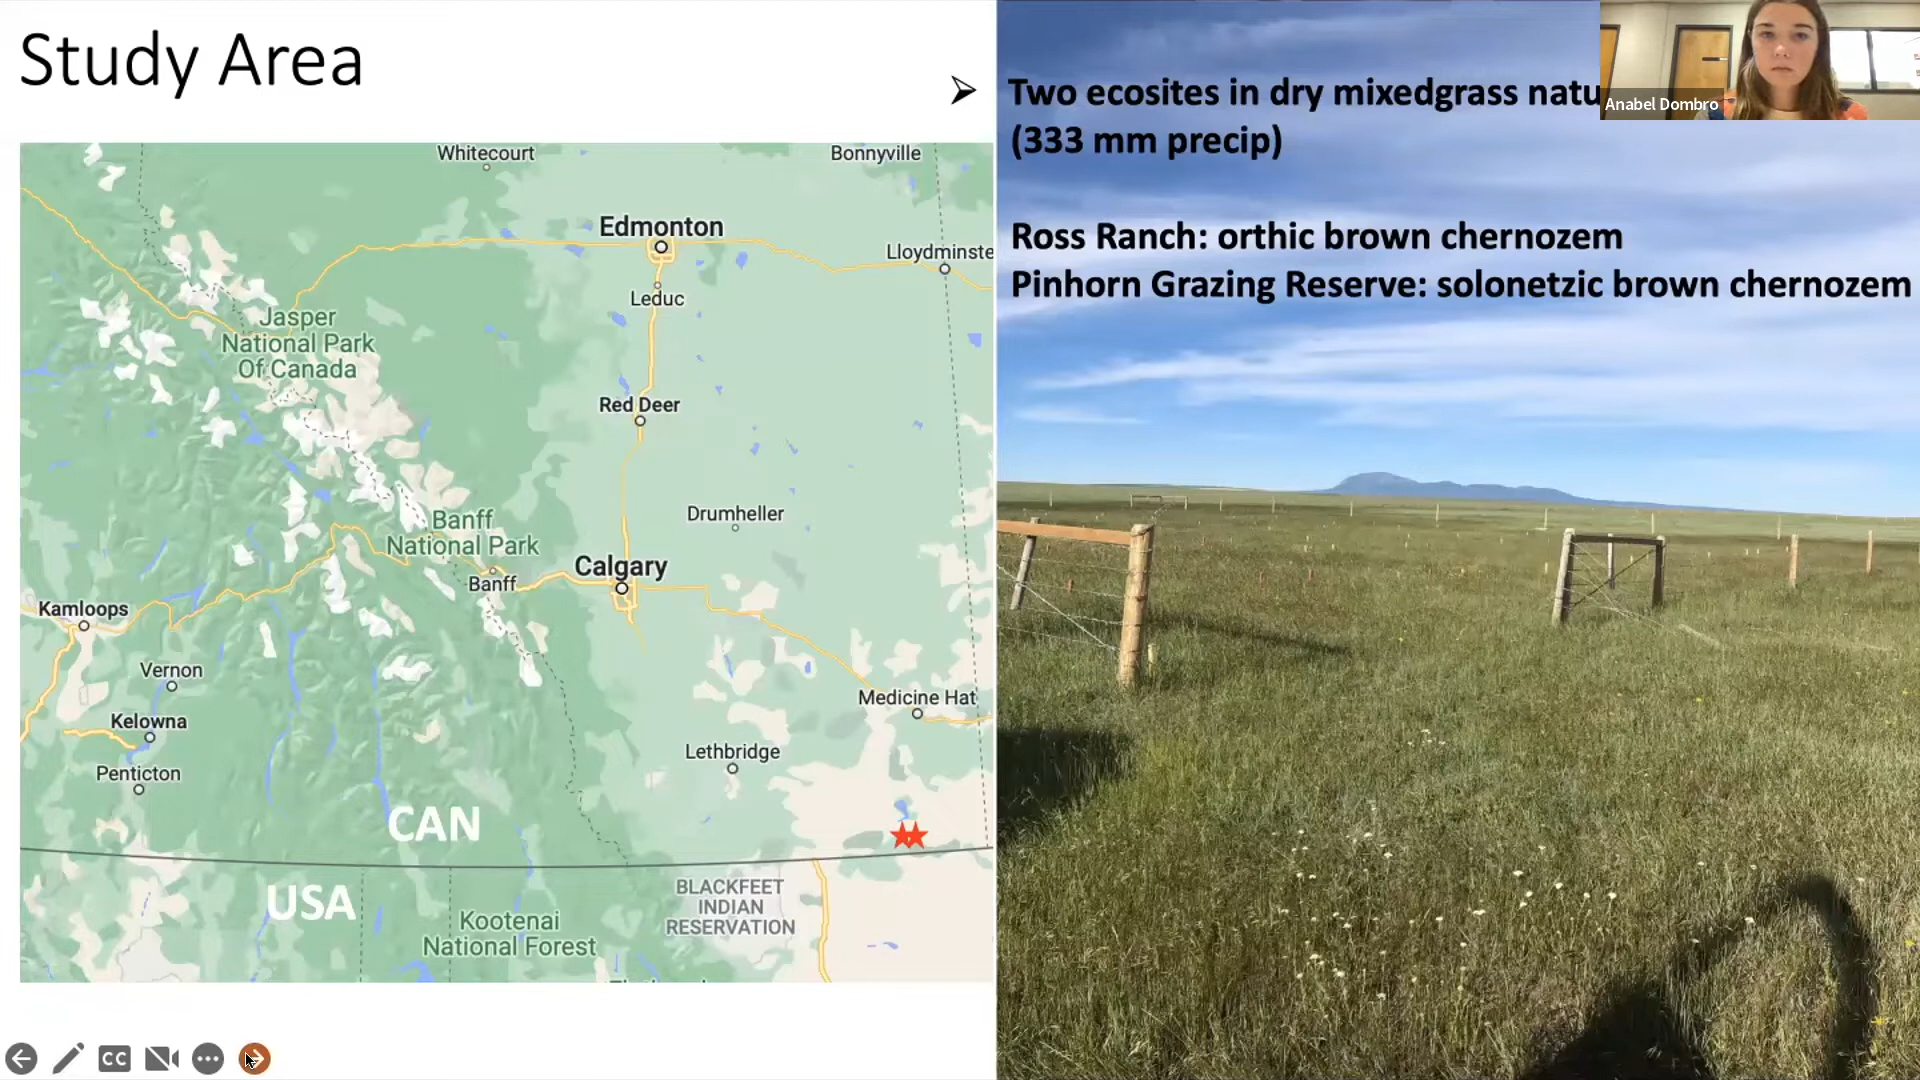 Study Area
Two ecosites in dry mixedgrass natu
(333 mm precip)
Ross Ranch: orthic brown chernozem
Pinhorn Grazing Reserve: solonetzic brown chernozem
Anabel Dombro
Whitecourt
Bonnyville
Edmonton
Lloydminste
Leduc
Jasper
National Park
Of Canada
Red Deer
Drumheller
Banff
National Park
Calgary
Banff
Kamloops
Vernon
Medicine Hat
Kelowna
Lethbridge
Penticton
CAN
USA
BLACKFEET
INDIAN
RESERVATION
Kootenai
National Forest
CC